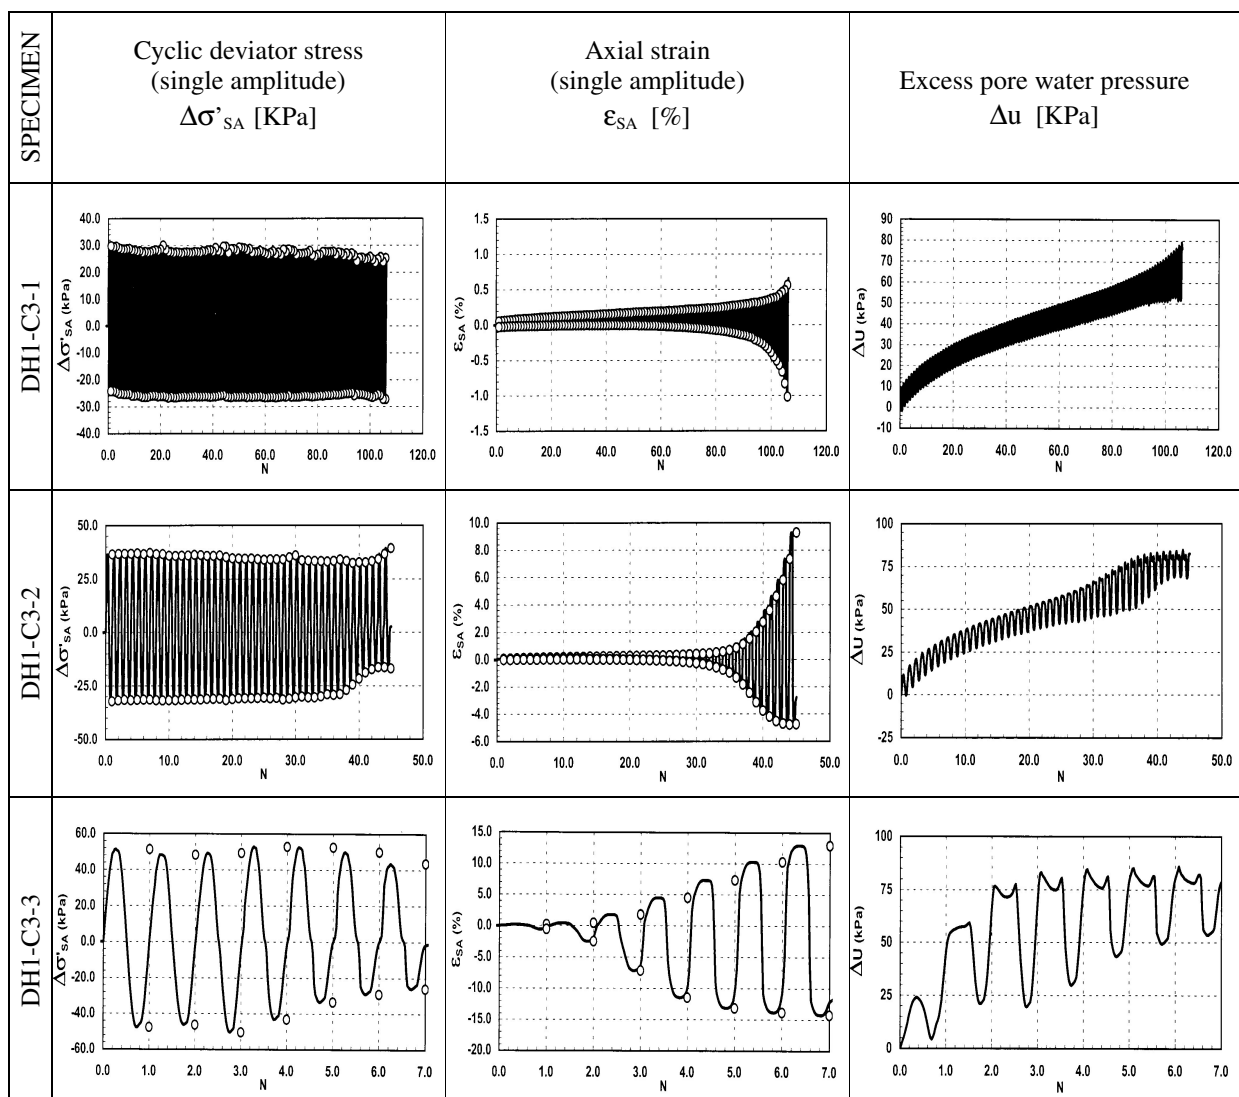 SPECIMEN
Cyclic deviator stress
(single amplitude)
Δσ'SA [KPa]
Axial strain
(single amplitude)
εSA [%]
Excess pore water pressure
Δu [KPa]
DH1-C3-1
Δσ'SA (kPa)
40.0
30.0
20.0
10.0
0.0
-10.0
-20.0
-30.0
-40.0
0.0 20.0 40.0 60.0 80.0 100.0 120.0
N
εSA (%)
1.5
1.0
0.5
0.0
-0.5
-1.0
-1.5
0.0 20.0 40.0 60.0 80.0 100.0 120.0
N
ΔU (kPa)
90
80
70
60
50
40
30
20
10
0
-10
0.0 20.0 40.0 60.0 80.0 100.0 120.0
N
DH1-C3-2
Δσ'SA (kPa)
50.0
25.0
0.0
-25.0
-50.0
0.0 10.0 20.0 30.0 40.0 50.0
N
εSA (%)
10.0
8.0
6.0
4.0
2.0
0.0
-2.0
-4.0
-6.0
0.0 10.0 20.0 30.0 40.0 50.0
N
ΔU (kPa)
100
75
50
25
0
-25
0.0 10.0 20.0 30.0 40.0 50.0
N
DH1-C3-3
Δσ'SA (kPa)
60.0
40.0
20.0
0.0
-20.0
-40.0
-60.0
0.0 1.0 2.0 3.0 4.0 5.0 6.0 7.0
N
εSA (%)
15.0
10.0
5.0
0.0
-5.0
-10.0
-15.0
-20.0
0.0 1.0 2.0 3.0 4.0 5.0 6.0 7.0
N
ΔU (kPa)
100
75
50
25
0
0.0 1.0 2.0 3.0 4.0 5.0 6.0 7.0
N